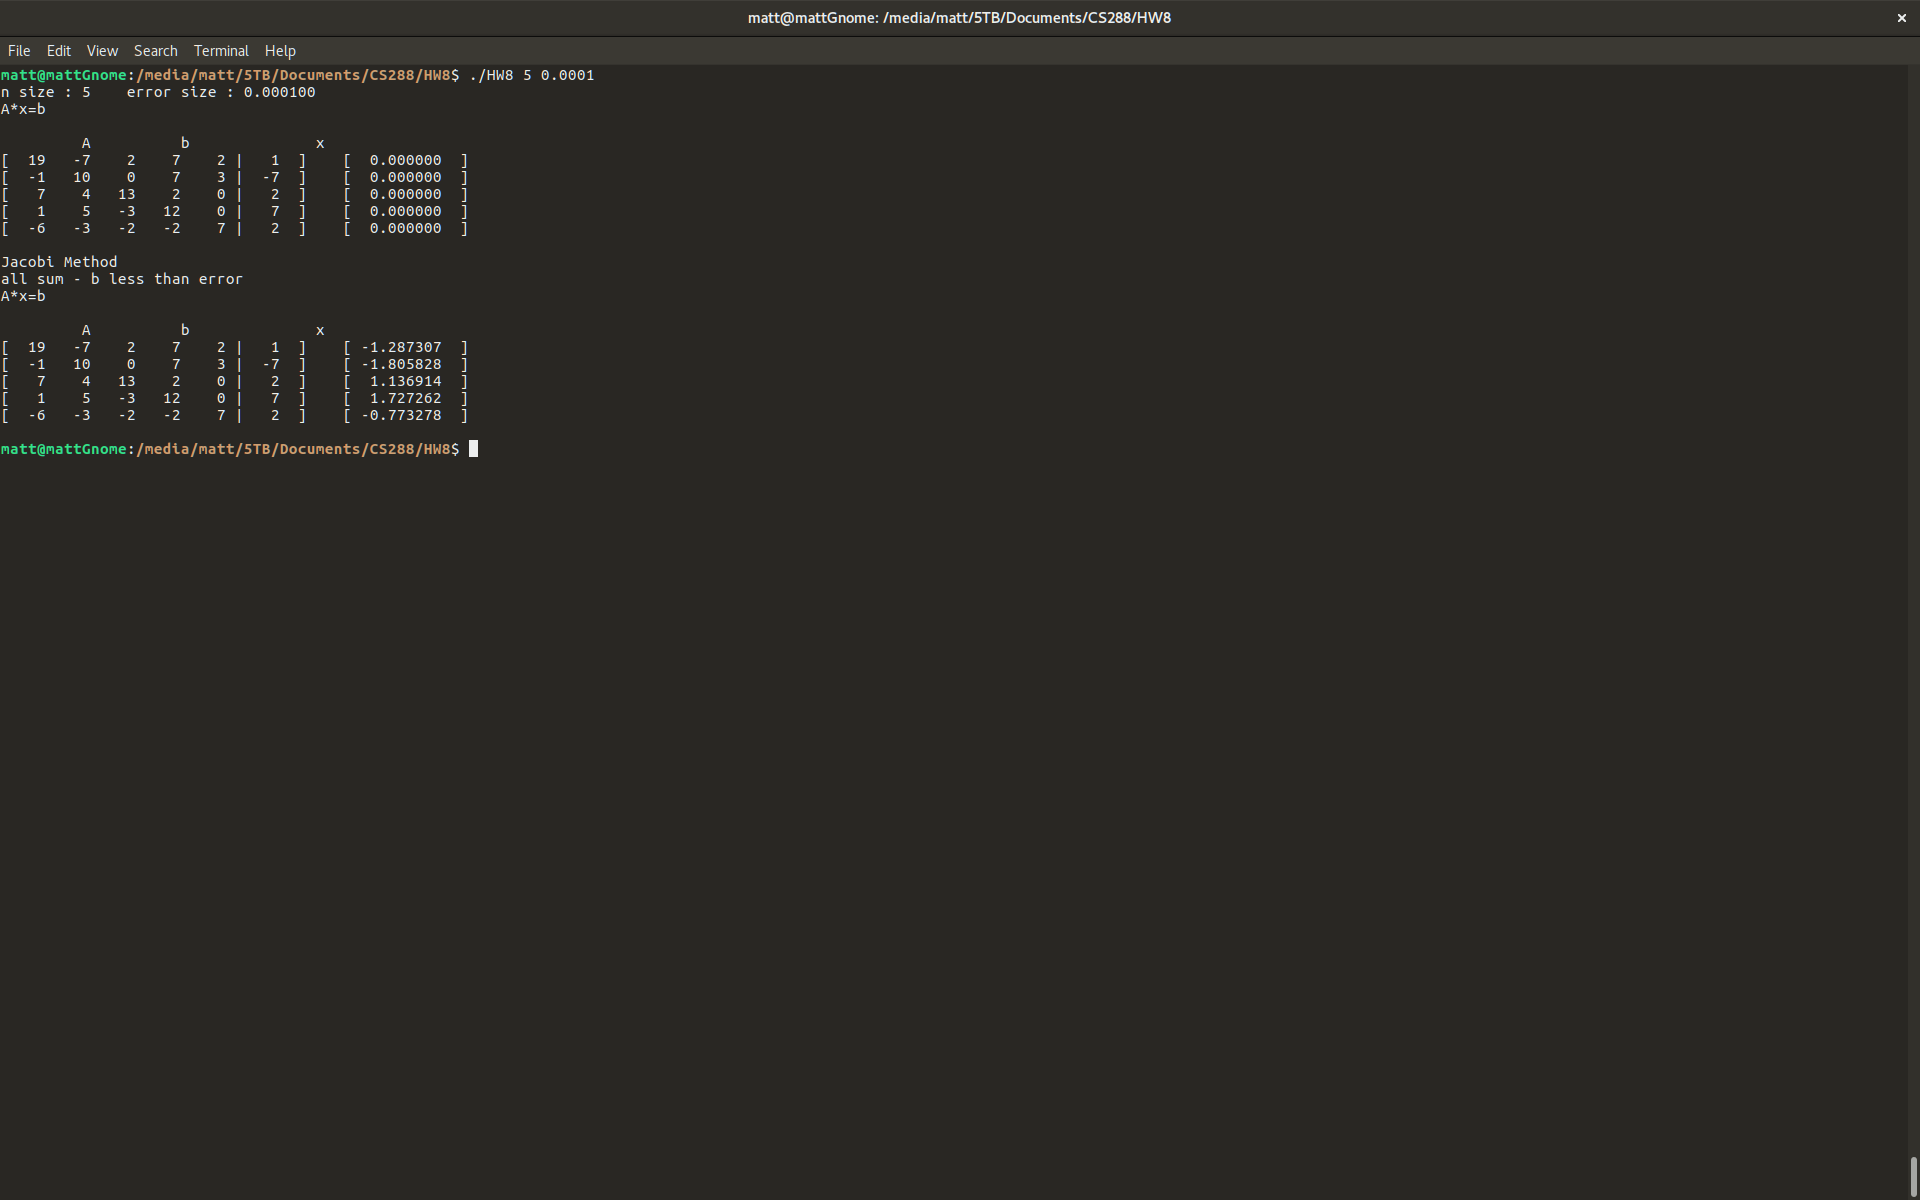 matt@mattGnome: /media/matt/5TB/Documents/CS288/HW8 ×
File Edit View Search Terminal Help
matt@mattGnome:/media/matt/5TB/Documents/CS288/HW8$ ./HW8 5 0.0001
n size : 5    error size : 0.000100
A*x=b
         A          b              x
[  19   -7    2    7    2 |   1  ]    [  0.000000  ]
[  -1   10    0    7    3 |  -7  ]    [  0.000000  ]
[   7    4   13    2    0 |   2  ]    [  0.000000  ]
[   1    5   -3   12    0 |   7  ]    [  0.000000  ]
[  -6   -3   -2   -2    7 |   2  ]    [  0.000000  ]
Jacobi Method
all sum - b less than error
A*x=b
         A          b              x
[  19   -7    2    7    2 |   1  ]    [ -1.287307  ]
[  -1   10    0    7    3 |  -7  ]    [ -1.805828  ]
[   7    4   13    2    0 |   2  ]    [  1.136914  ]
[   1    5   -3   12    0 |   7  ]    [  1.727262  ]
[  -6   -3   -2   -2    7 |   2  ]    [ -0.773278  ]
matt@mattGnome:/media/matt/5TB/Documents/CS288/HW8$